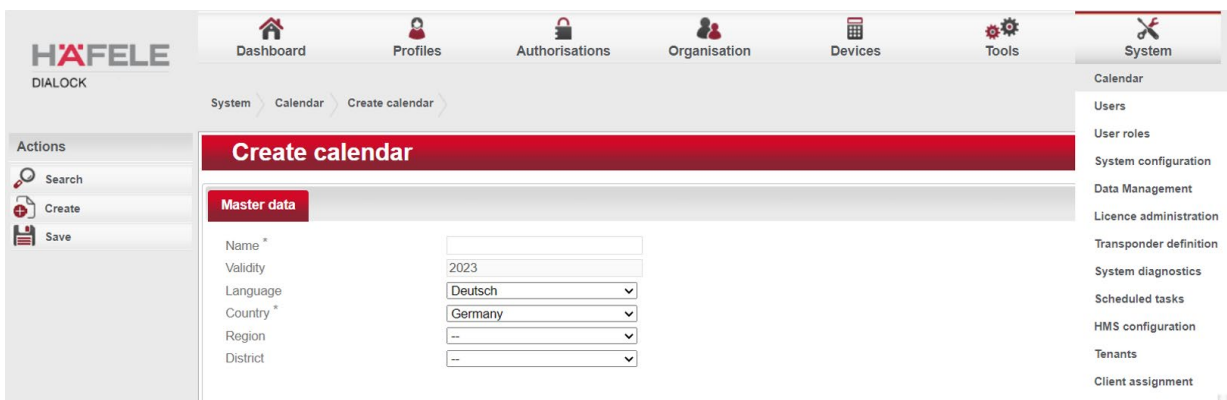 HÄFELE
DIALOCK
Dashboard
Profiles
Authorisations
Organisation
Devices
Tools
System
System
Calendar
Create calendar
Actions
Search
Create
Save
Create calendar
Master data
Name *
Validity 2023
Language Deutsch
Country * Germany
Region --
District --
Calendar
Users
User roles
System configuration
Data Management
Licence administration
Transponder definition
System diagnostics
Scheduled tasks
HMS configuration
Tenants
Client assignment